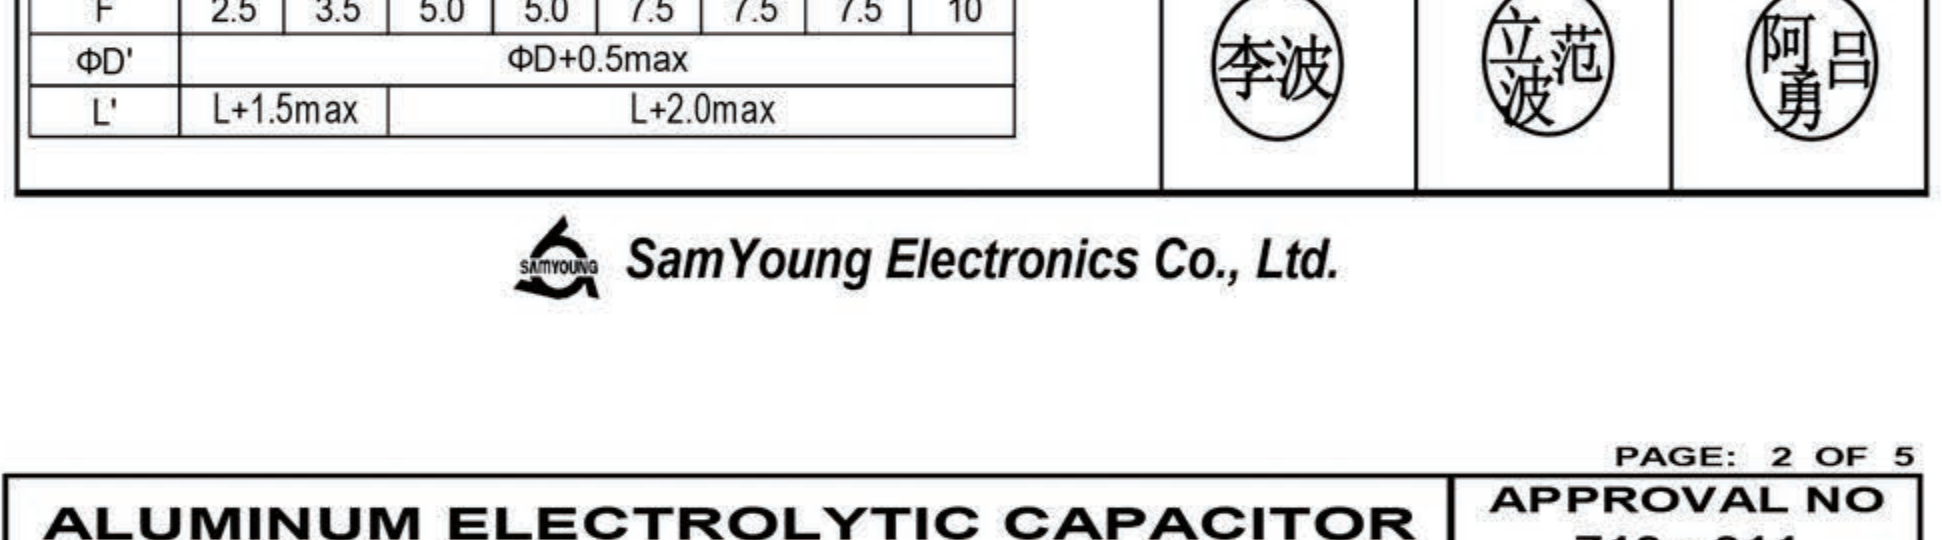 F 2.5 3.5 5.0 5.0 7.5 7.5 7.5 10
ΦD' ΦD+0.5max
L' L+1.5max L+2.0max
李波
范立波
吕阿勇
SAMYOUNG
SamYoung Electronics Co., Ltd.
PAGE: 2 OF 5
ALUMINUM ELECTROLYTIC CAPACITOR
APPROVAL NO